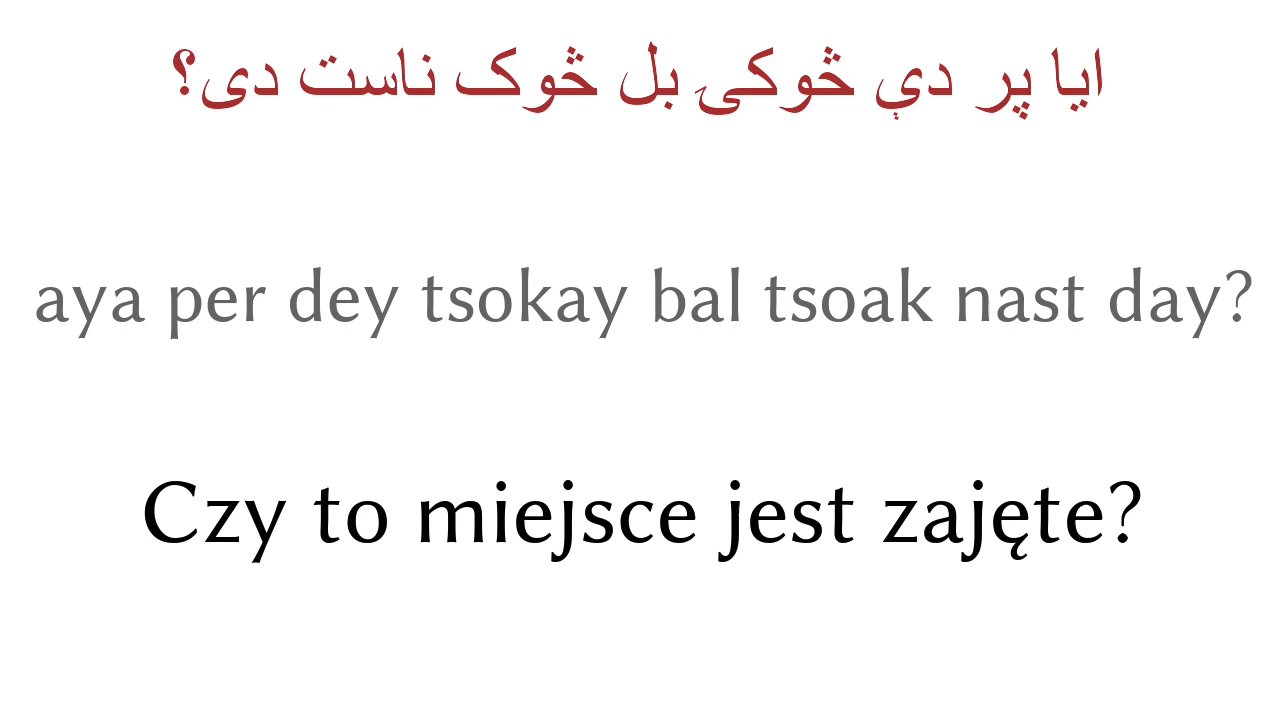 ایا پر دې څوکۍ بل څوک ناست دی؟
aya per dey tsokay bal tsoak nast day?
Czy to miejsce jest zajęte?